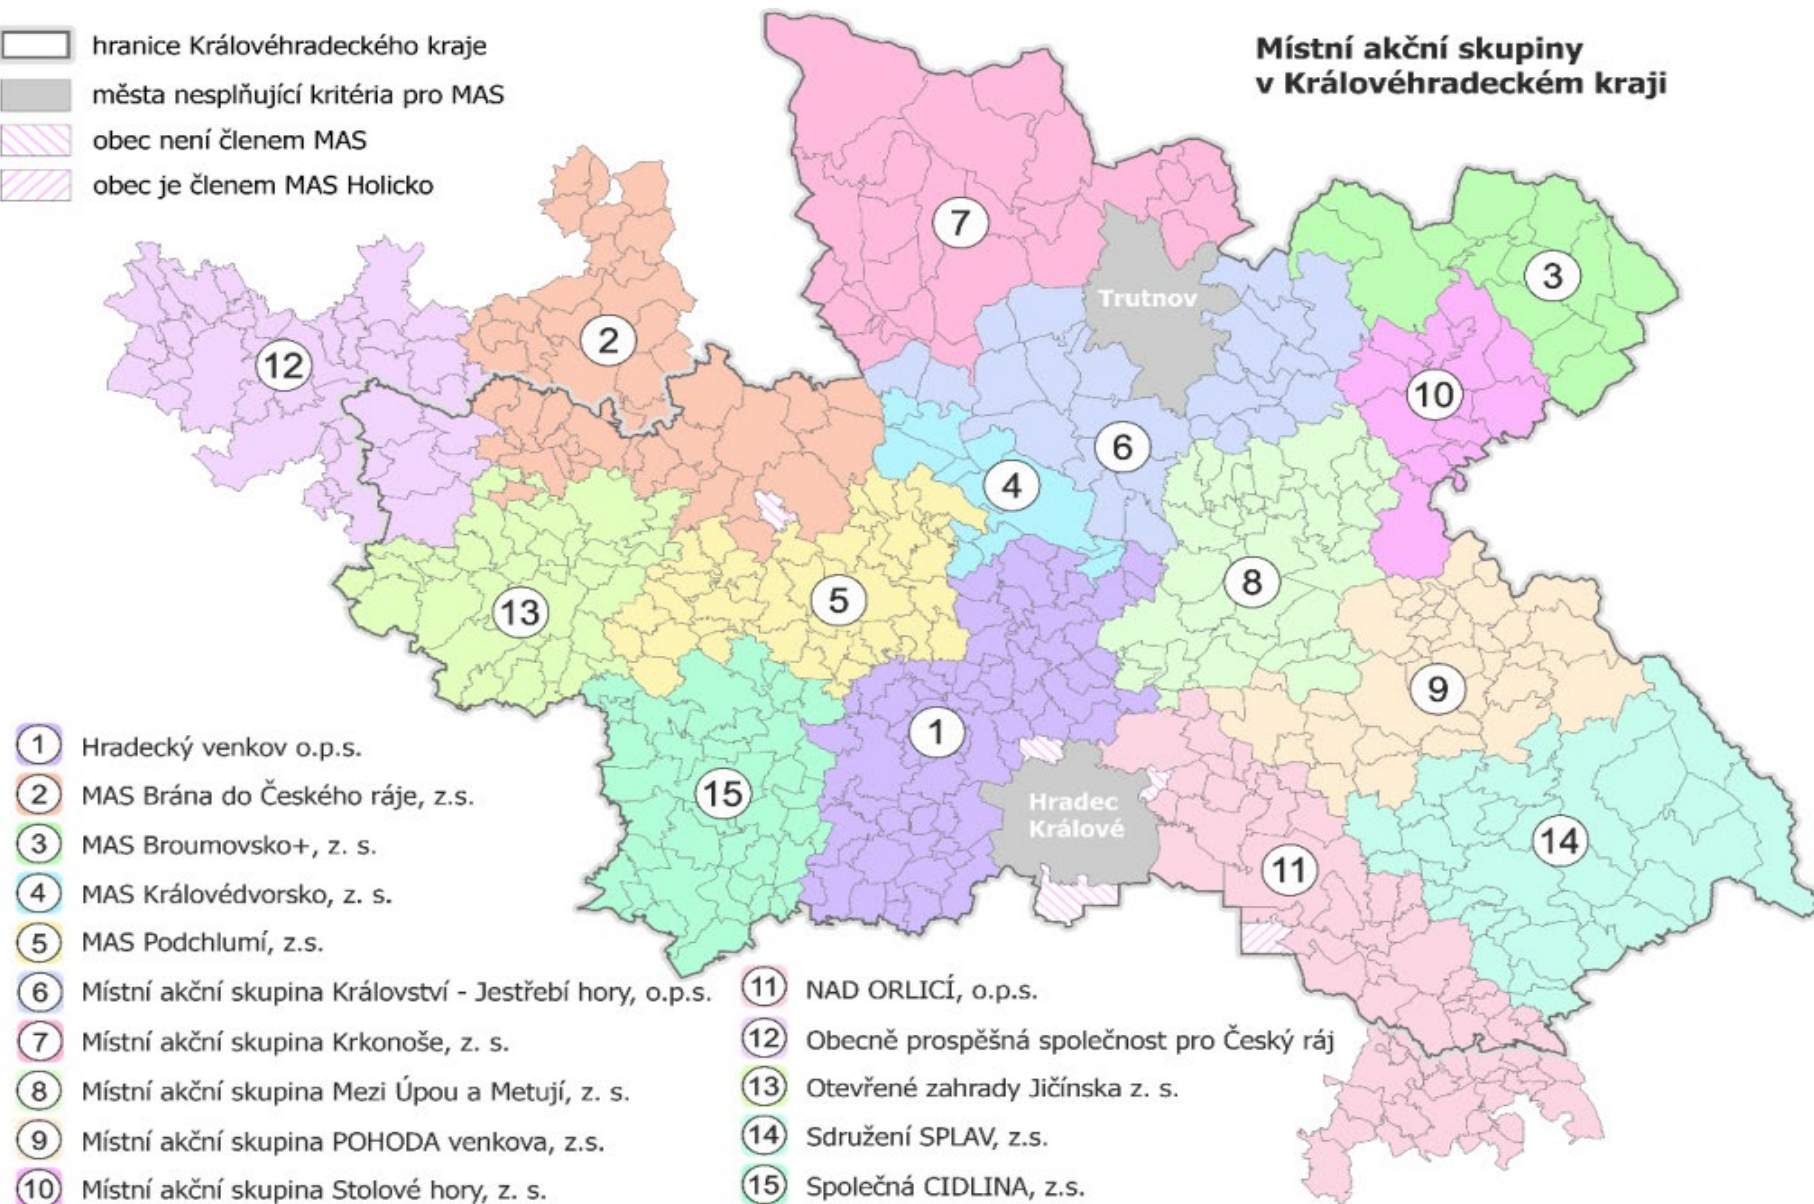 hranice Královéhradeckého kraje
města nesplňující kritéria pro MAS
obec není členem MAS
obec je členem MAS Holicko
Místní akční skupiny
v Královéhradeckém kraji
7
3
Trutnov
2
12
10
6
4
8
5
13
9
1
15
Hradec
Králové
14
11
1 Hradecký venkov o.p.s.
2 MAS Brána do Českého ráje, z.s.
3 MAS Broumovsko+, z. s.
4 MAS Královédvorsko, z. s.
5 MAS Podchlumí, z.s.
6 Místní akční skupina Království - Jestřebí hory, o.p.s.
7 Místní akční skupina Krkonoše, z. s.
8 Místní akční skupina Mezi Úpou a Metují, z. s.
9 Místní akční skupina POHODA venkova, z.s.
10 Místní akční skupina Stolové hory, z. s.
11 NAD ORLICÍ, o.p.s.
12 Obecně prospěšná společnost pro Český ráj
13 Otevřené zahrady Jičínska z. s.
14 Sdružení SPLAV, z.s.
15 Společná CIDLINA, z.s.